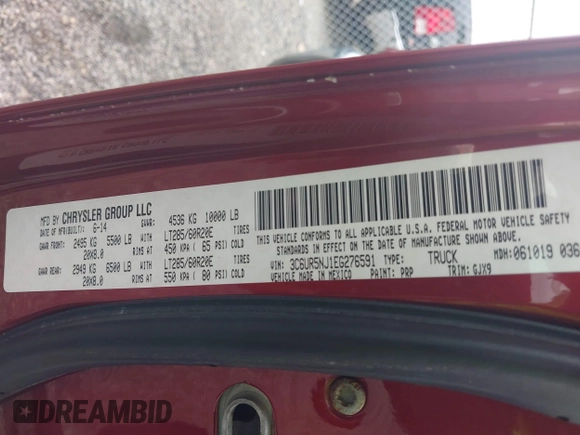 MFD BY CHRYSLER GROUP LLC
DATE OF MFR(BUILT): 6-14 GVWR: 4536 KG 10000 LB
GAWR FRONT: 2495 KG 5500 LB WITH LT285/60R20E TIRES
20X8.0 RIMS AT 450 KPA ( 65 PSI) COLD
GAWR REAR: 2949 KG 6500 LB WITH LT285/60R20E TIRES
20X8.0 RIMS AT 550 KPA ( 80 PSI) COLD
THIS VEHICLE CONFORMS TO ALL APPLICABLE U.S.A. FEDERAL MOTOR VEHICLE SAFETY
STANDARDS IN EFFECT ON THE DATE OF MANUFACTURE SHOWN ABOVE.
VIN: 3C6UR5NJ1EG276591 TYPE: TRUCK MDH: 061019 036
MADE IN MEXICO PAINT: PRP TRIM: GJX9
DREAMBID